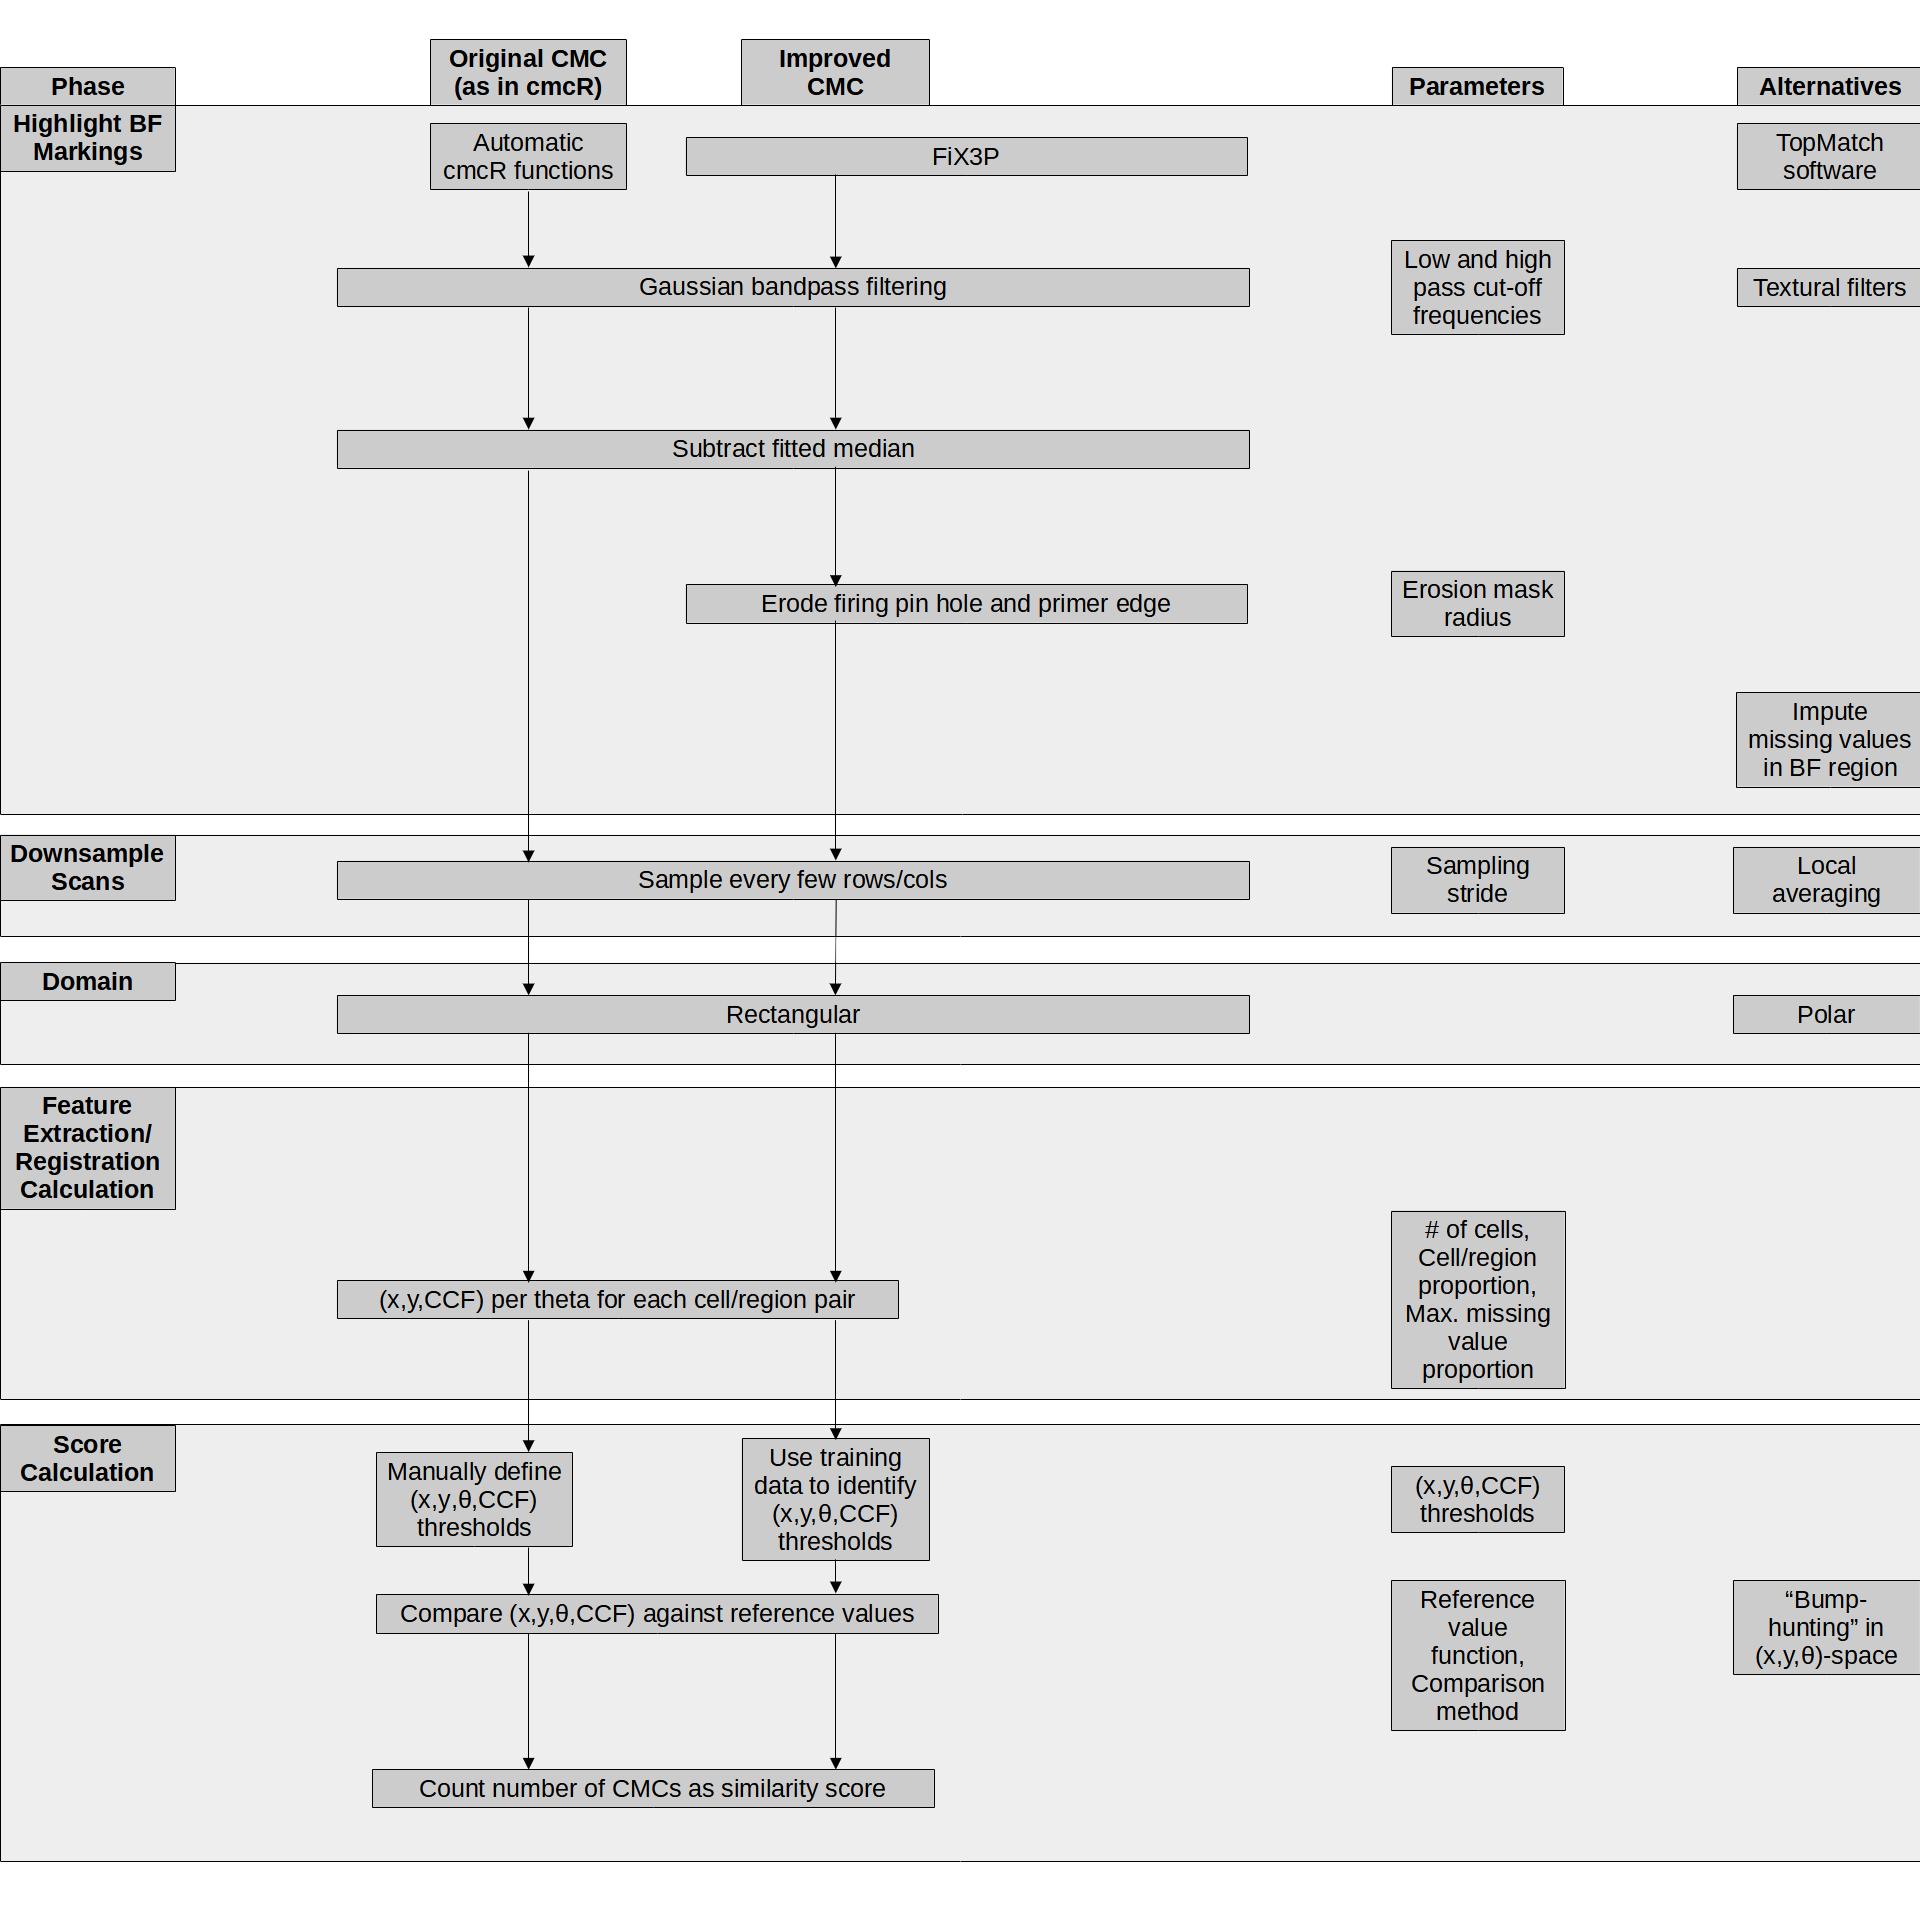 Phase
Original CMC
(as in cmcR)
Improved
CMC
Parameters
Alternatives
Highlight BF
Markings
Automatic
cmcR functions
FiX3P
TopMatch
software
Gaussian bandpass filtering
Low and high
pass cut-off
frequencies
Textural filters
Subtract fitted median
Erode firing pin hole and primer edge
Erosion mask
radius
Impute
missing values
in BF region
Downsample
Scans
Sample every few rows/cols
Sampling
stride
Local
averaging
Domain
Rectangular
Polar
Feature
Extraction/
Registration
Calculation
(x,y,CCF) per theta for each cell/region pair
# of cells,
Cell/region
proportion,
Max. missing
value
proportion
Score
Calculation
Manually define
(x,y,θ,CCF)
thresholds
Use training
data to identify
(x,y,θ,CCF)
thresholds
(x,y,θ,CCF)
thresholds
Compare (x,y,θ,CCF) against reference values
Reference
value
function,
Comparison
method
“Bump-
hunting” in
(x,y,θ)-space
Count number of CMCs as similarity score